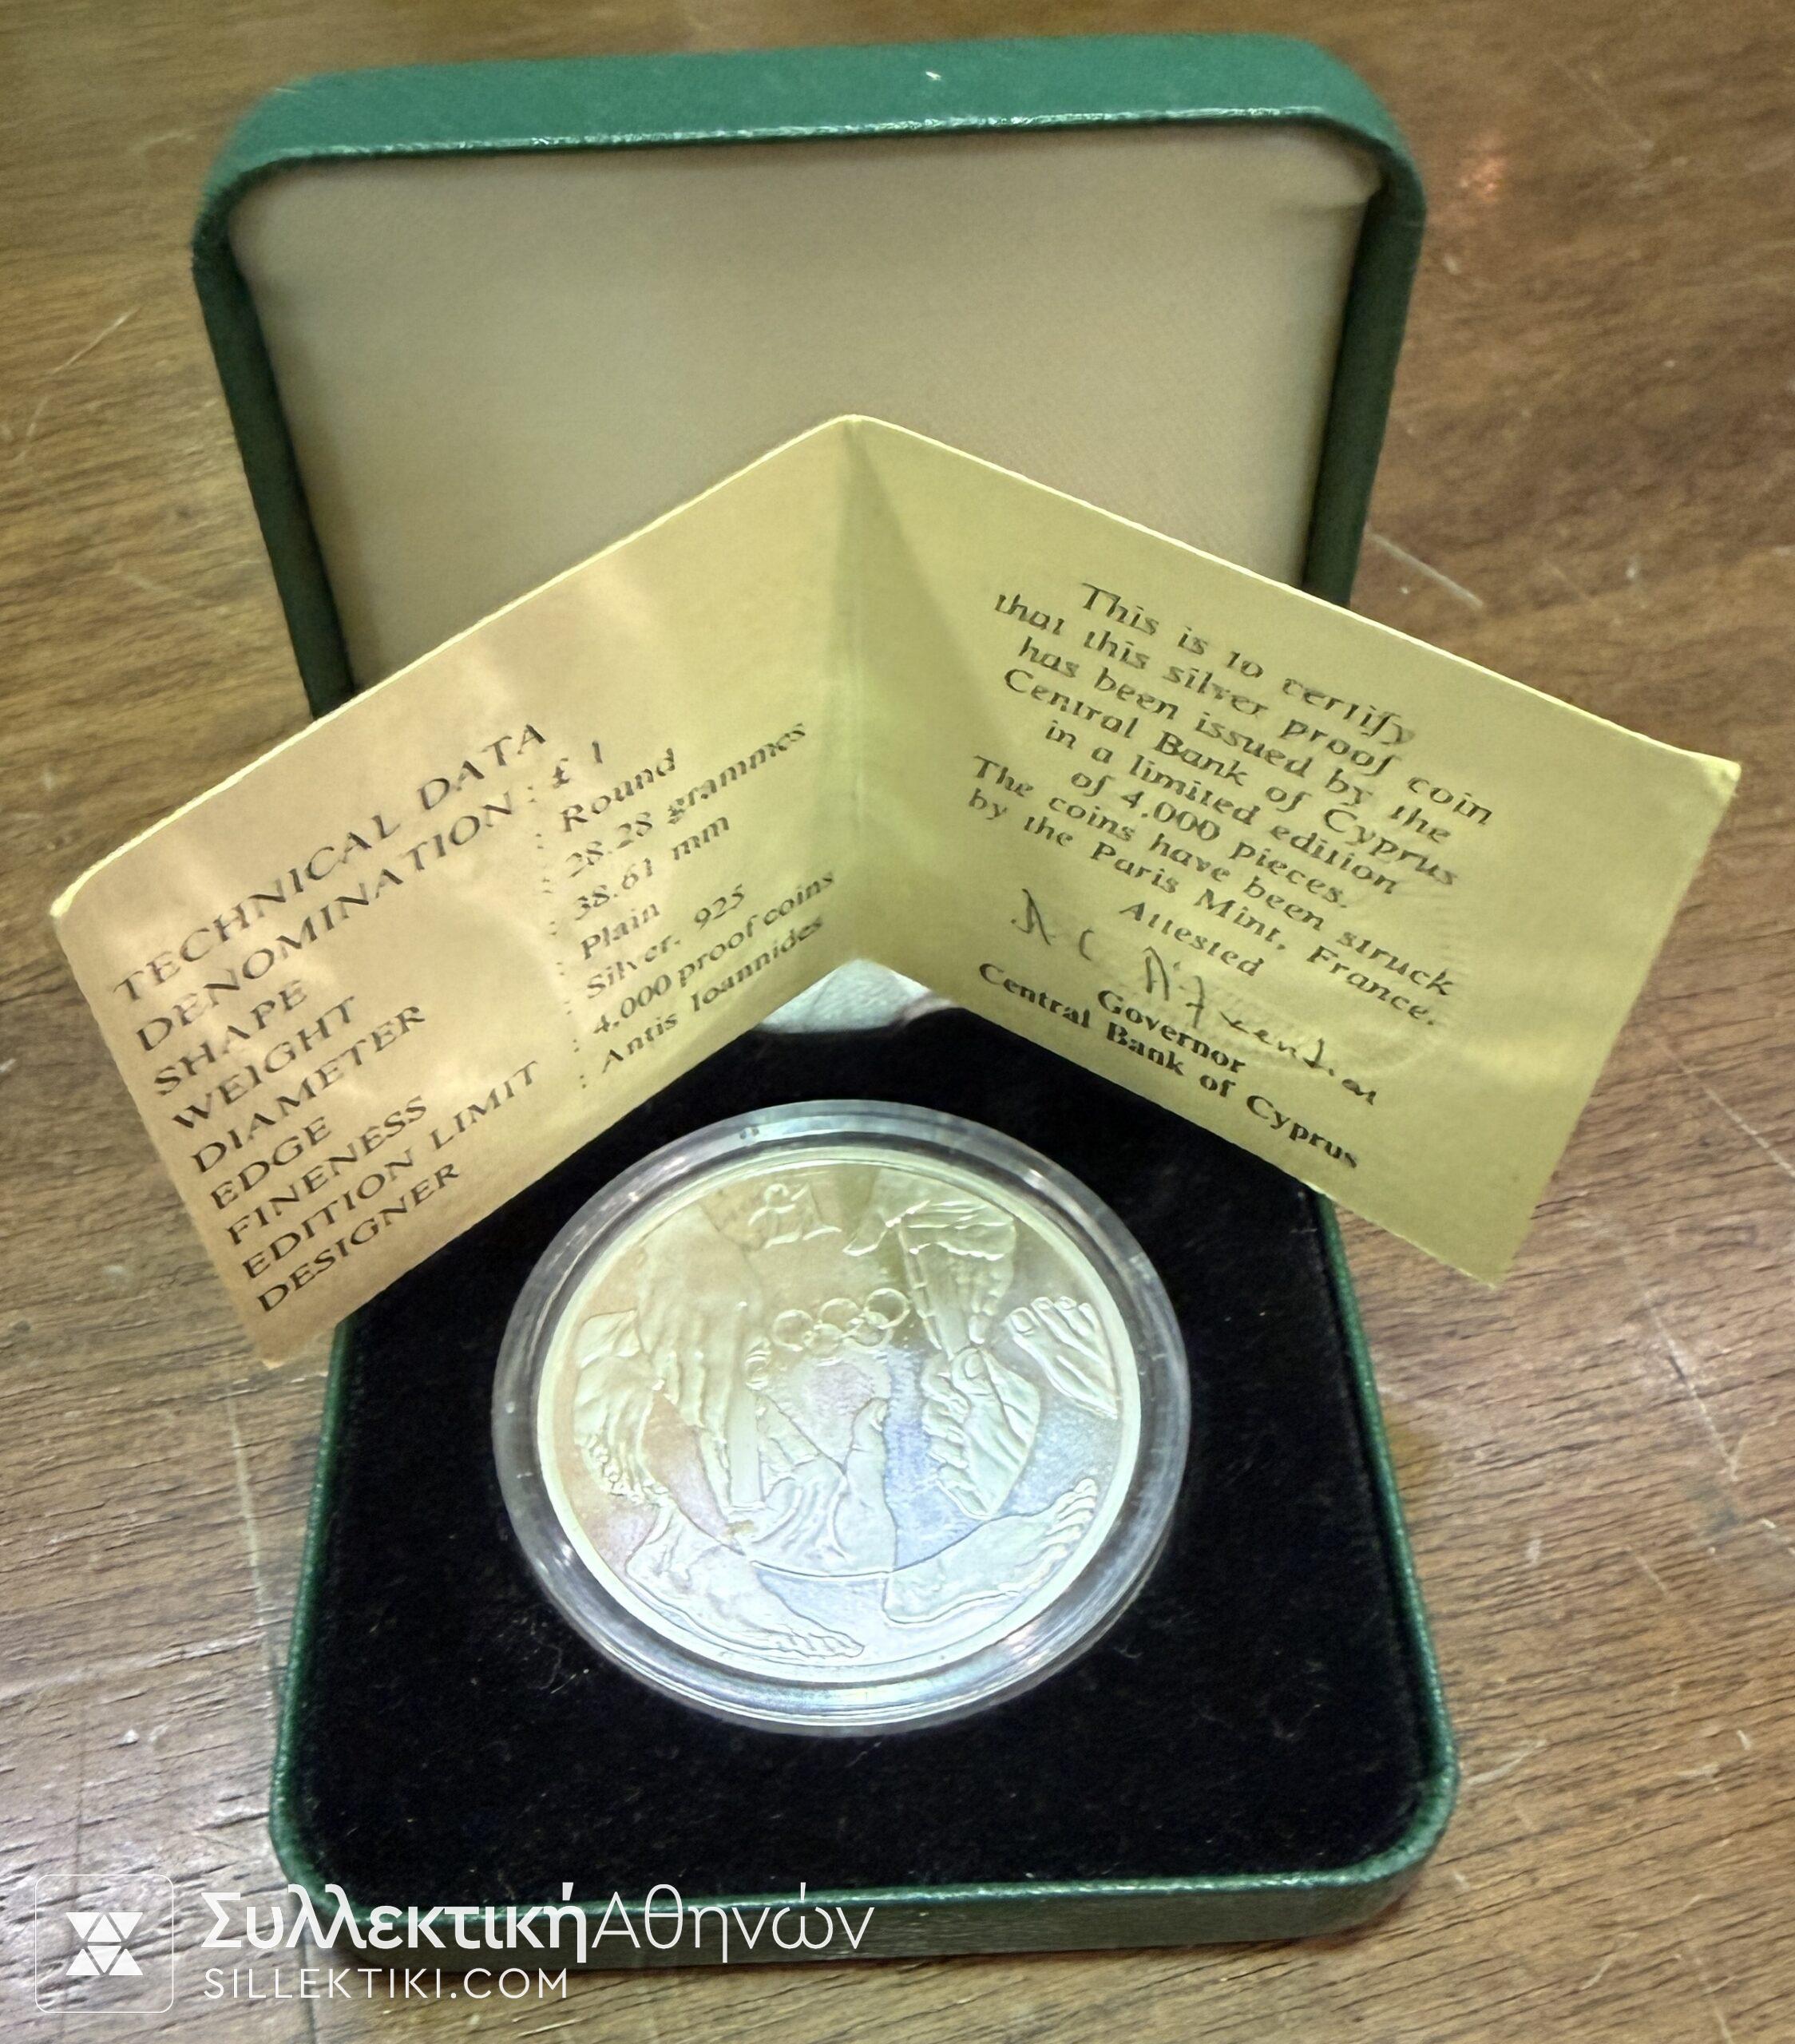 TECHNICAL DATA
DENOMINATION : £ 1
SHAPE : Round
WEIGHT : 28.28 grammes
DIAMETER : 38.61 mm
EDGE : Plain
FINENESS : Silver, 925
EDITION LIMIT : 4,000 proof coins
DESIGNER : Antis Ioannides
This is to certify
that this silver proof coin
has been issued by the
Central Bank of Cyprus
in a limited edition
of 4,000 pieces.
The coins have been struck
by the Paris Mint, France.
Attested
Governor
Central Bank of Cyprus
£1
ΣυλλεκτικήΑθηνών
SILLEKTIKI.COM